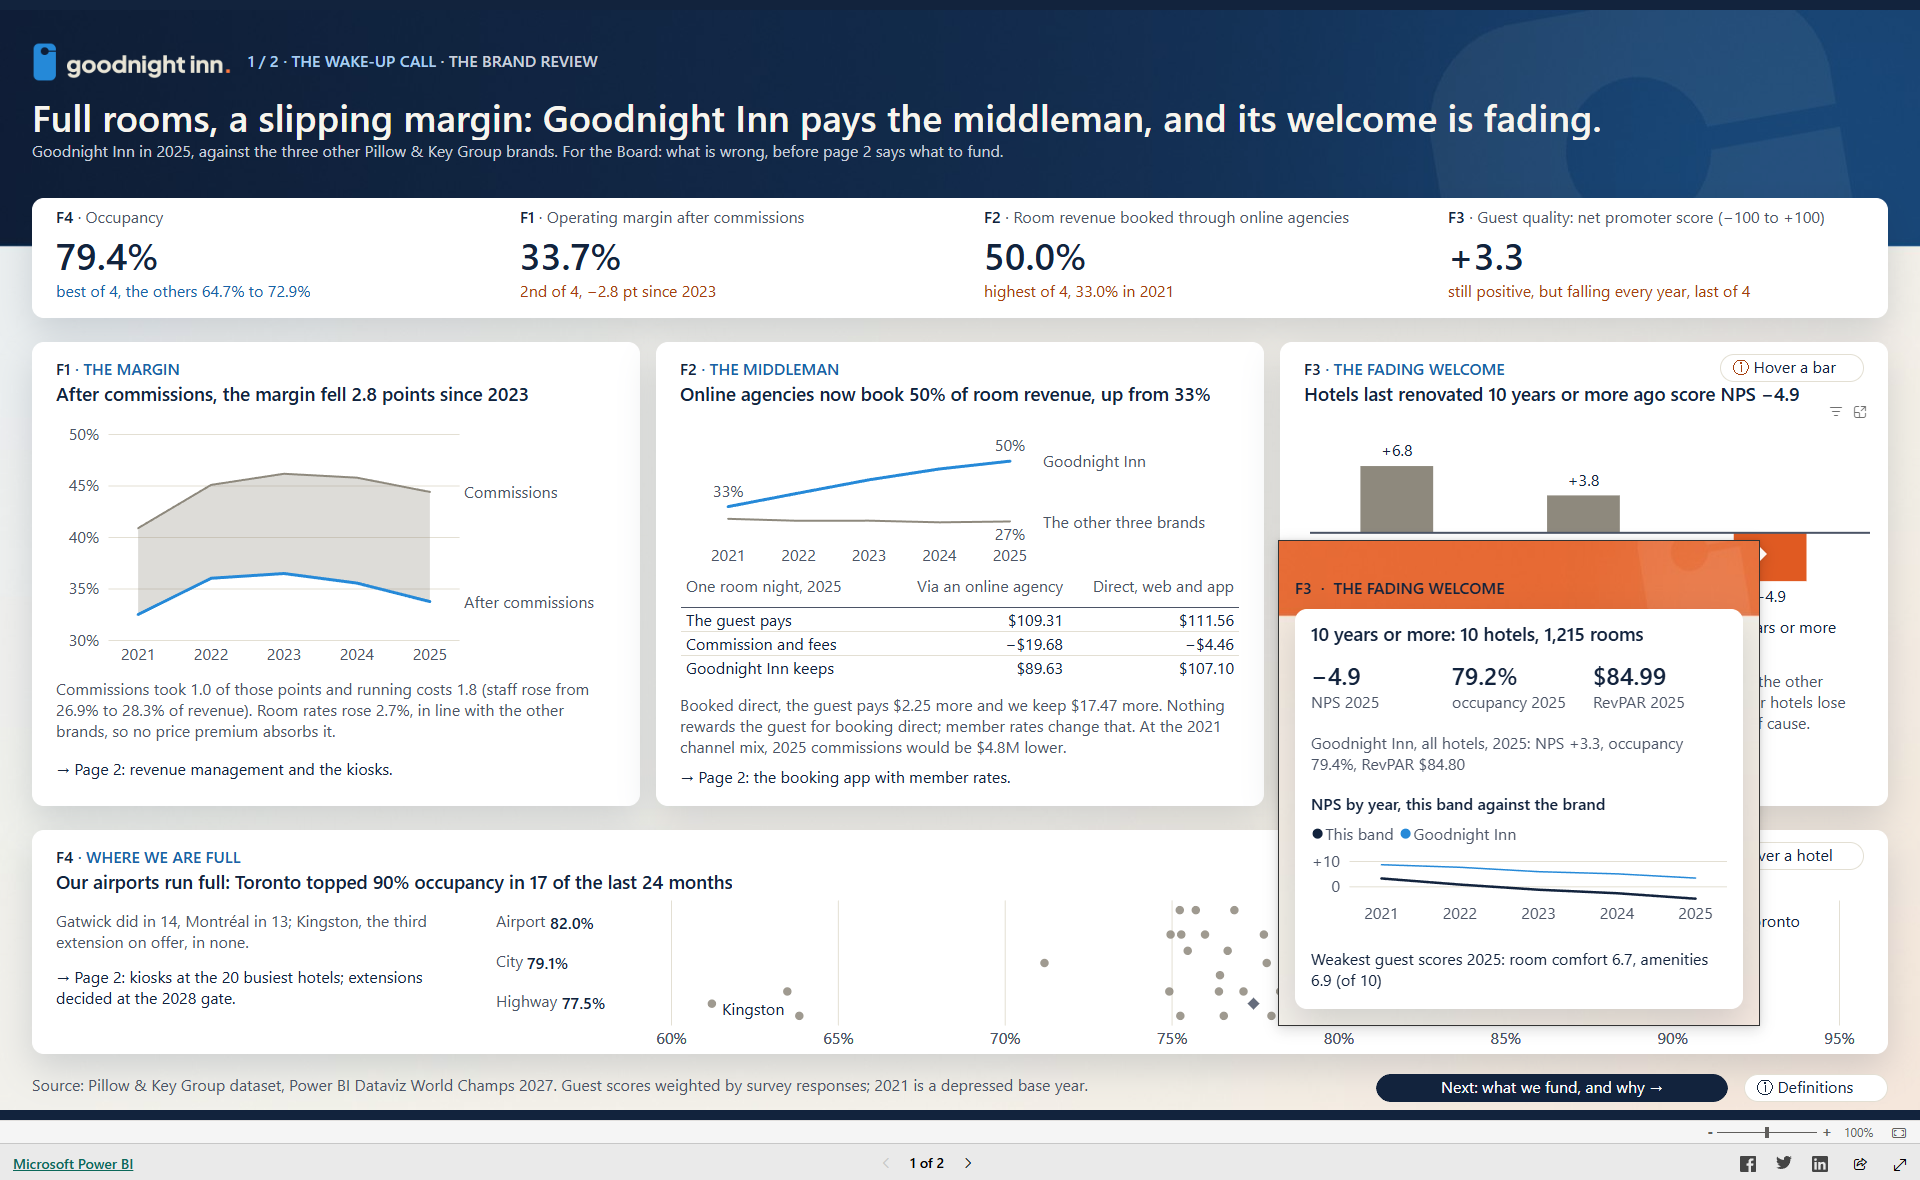 goodnight inn.
1 / 2 · THE WAKE-UP CALL · THE BRAND REVIEW
Full rooms, a slipping margin: Goodnight Inn pays the middleman, and its welcome is fading.
Goodnight Inn in 2025, against the three other Pillow & Key Group brands. For the Board: what is wrong, before page 2 says what to fund.
F4 · Occupancy
79.4%
best of 4, the others 64.7% to 72.9%
F1 · Operating margin after commissions
33.7%
2nd of 4, −2.8 pt since 2023
F2 · Room revenue booked through online agencies
50.0%
highest of 4, 33.0% in 2021
F3 · Guest quality: net promoter score (−100 to +100)
+3.3
still positive, but falling every year, last of 4
F1 · THE MARGIN
After commissions, the margin fell 2.8 points since 2023
50%
45%
40%
35%
30%
Commissions
After commissions
2021 2022 2023 2024 2025
Commissions took 1.0 of those points and running costs 1.8 (staff rose from
26.9% to 28.3% of revenue). Room rates rose 2.7%, in line with the other
brands, so no price premium absorbs it.
→ Page 2: revenue management and the kiosks.
F2 · THE MIDDLEMAN
Online agencies now book 50% of room revenue, up from 33%
50%
Goodnight Inn
33%
The other three brands
27%
2021 2022 2023 2024 2025
One room night, 2025 Via an online agency Direct, web and app
The guest pays $109.31 $111.56
Commission and fees −$19.68 −$4.46
Goodnight Inn keeps $89.63 $107.10
Booked direct, the guest pays $2.25 more and we keep $17.47 more. Nothing
rewards the guest for booking direct; member rates change that. At the 2021
channel mix, 2025 commissions would be $4.8M lower.
→ Page 2: the booking app with member rates.
F3 · THE FADING WELCOME
Hover a bar
Hotels last renovated 10 years or more ago score NPS −4.9
+6.8
+3.8
-4.9
ars or more
the other
r hotels lose
f cause.
F3 · THE FADING WELCOME
10 years or more: 10 hotels, 1,215 rooms
−4.9 79.2% $84.99
NPS 2025 occupancy 2025 RevPAR 2025
Goodnight Inn, all hotels, 2025: NPS +3.3, occupancy
79.4%, RevPAR $84.80
NPS by year, this band against the brand
This band Goodnight Inn
+10
0
2021 2022 2023 2024 2025
Weakest guest scores 2025: room comfort 6.7, amenities
6.9 (of 10)
F4 · WHERE WE ARE FULL
ver a hotel
Our airports run full: Toronto topped 90% occupancy in 17 of the last 24 months
Gatwick did in 14, Montréal in 13; Kingston, the third
extension on offer, in none.
→ Page 2: kiosks at the 20 busiest hotels; extensions
decided at the 2028 gate.
Airport 82.0%
City 79.1%
Highway 77.5%
Kingston
ronto
60% 65% 70% 75% 80% 85% 90% 95%
Source: Pillow & Key Group dataset, Power BI Dataviz World Champs 2027. Guest scores weighted by survey responses; 2021 is a depressed base year.
Next: what we fund, and why →
Definitions
- + 100%
Microsoft Power BI
1 of 2